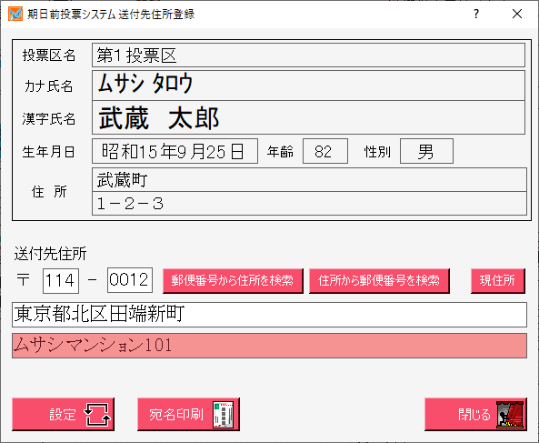 期日前投票システム 送付先住所登録 ?
投票区名 第1投票区
カナ氏名 ムサシ タロウ
漢字氏名 武蔵 太郎
生年月日 昭和15年9月25日 年齢 82 性別 男
住 所 武蔵町
1-2-3
送付先住所
〒 114 - 0012 郵便番号から住所を検索 住所から郵便番号を検索 現住所
東京都北区田端新町
ムサシマンション101
設定 宛名印刷 閉じる